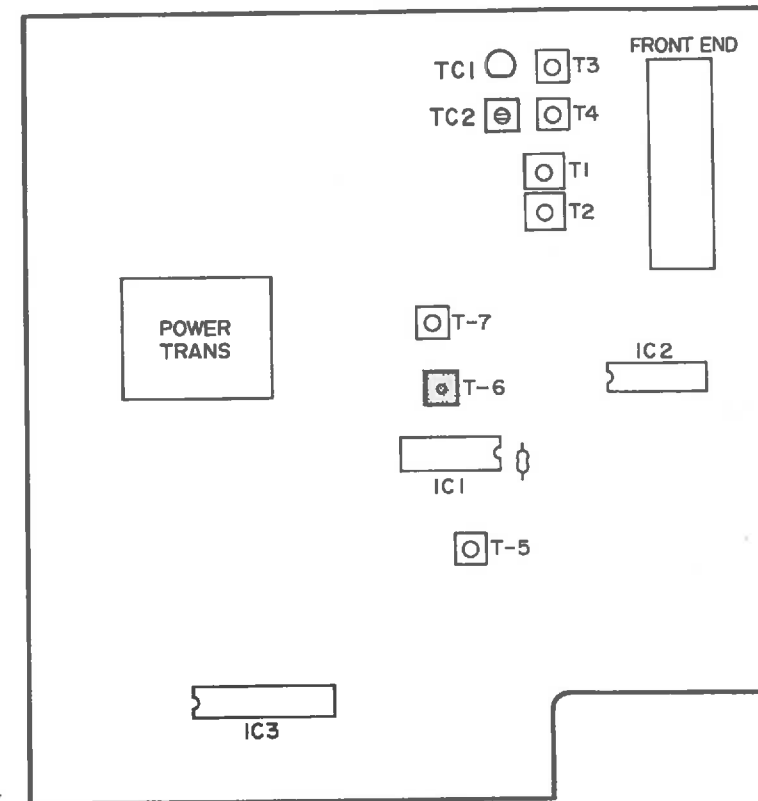 FRONT END
TC1
T3
TC2
T4
T1
T2
POWER
TRANS
T-7
IC2
T-6
IC1
T-5
IC3